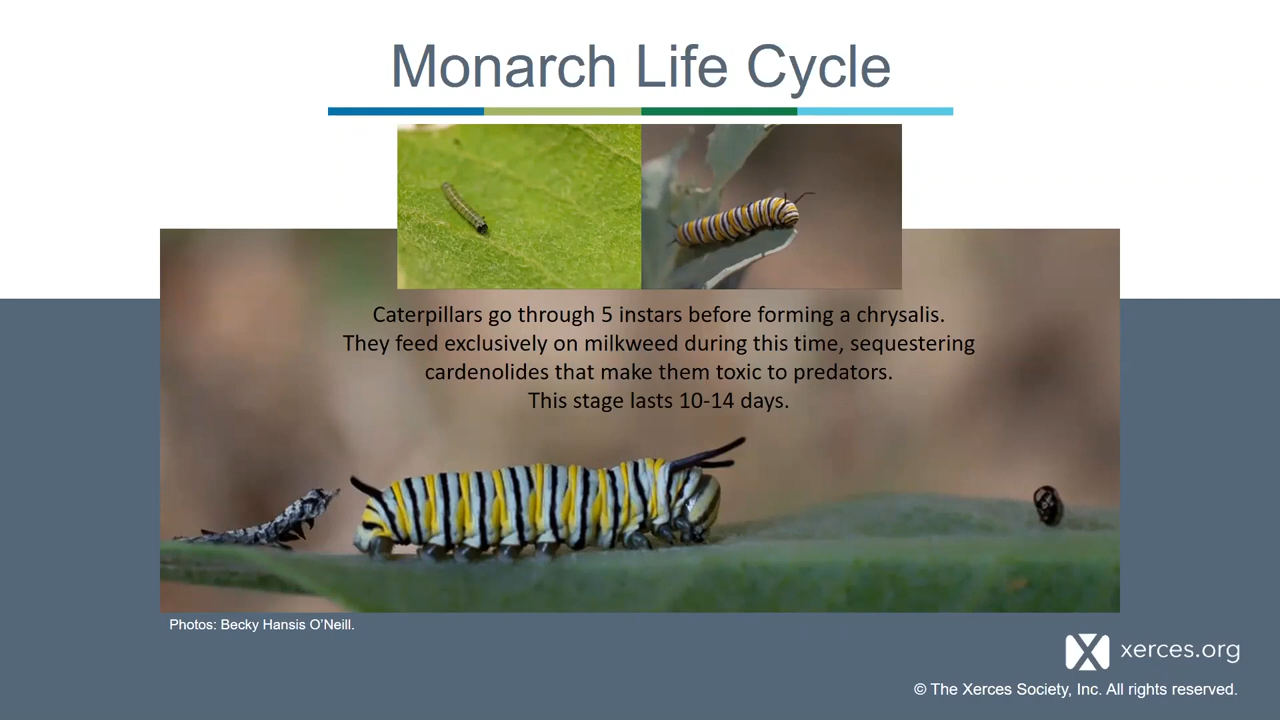 Monarch Life Cycle
Caterpillars go through 5 instars before forming a chrysalis.
They feed exclusively on milkweed during this time, sequestering
cardenolides that make them toxic to predators.
This stage lasts 10-14 days.
Photos: Becky Hansis O’Neill.
xerces.org
© The Xerces Society, Inc. All rights reserved.